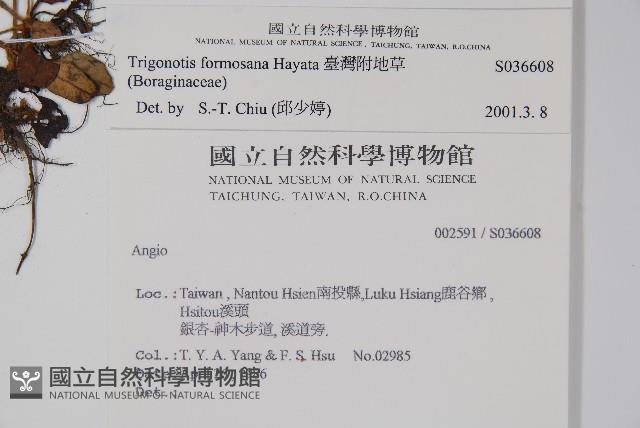 國立自然科學博物館
NATIONAL MUSEUM OF NATURAL SCIENCE, TAICHUNG, TAIWAN, R.O.CHINA
Trigonotis formosana Hayata 臺灣附地草 S036608
(Boraginaceae)
Det. by S.-T. Chiu (邱少婷) 2001.3. 8
國立自然科學博物館
NATIONAL MUSEUM OF NATURAL SCIENCE
TAICHUNG, TAIWAN, R.O.CHINA
002591 / S036608
Angio
Loc.:Taiwan , Nantou Hsien南投縣,Luku Hsiang鹿谷鄉 ,
Hsitou溪頭
銀杏-神木步道, 溪道旁.
Col.:T. Y. A. Yang & F. S. Hsu No.02985
國立自然科學博物館
NATIONAL MUSEUM OF NATURAL SCIENCE
Det.